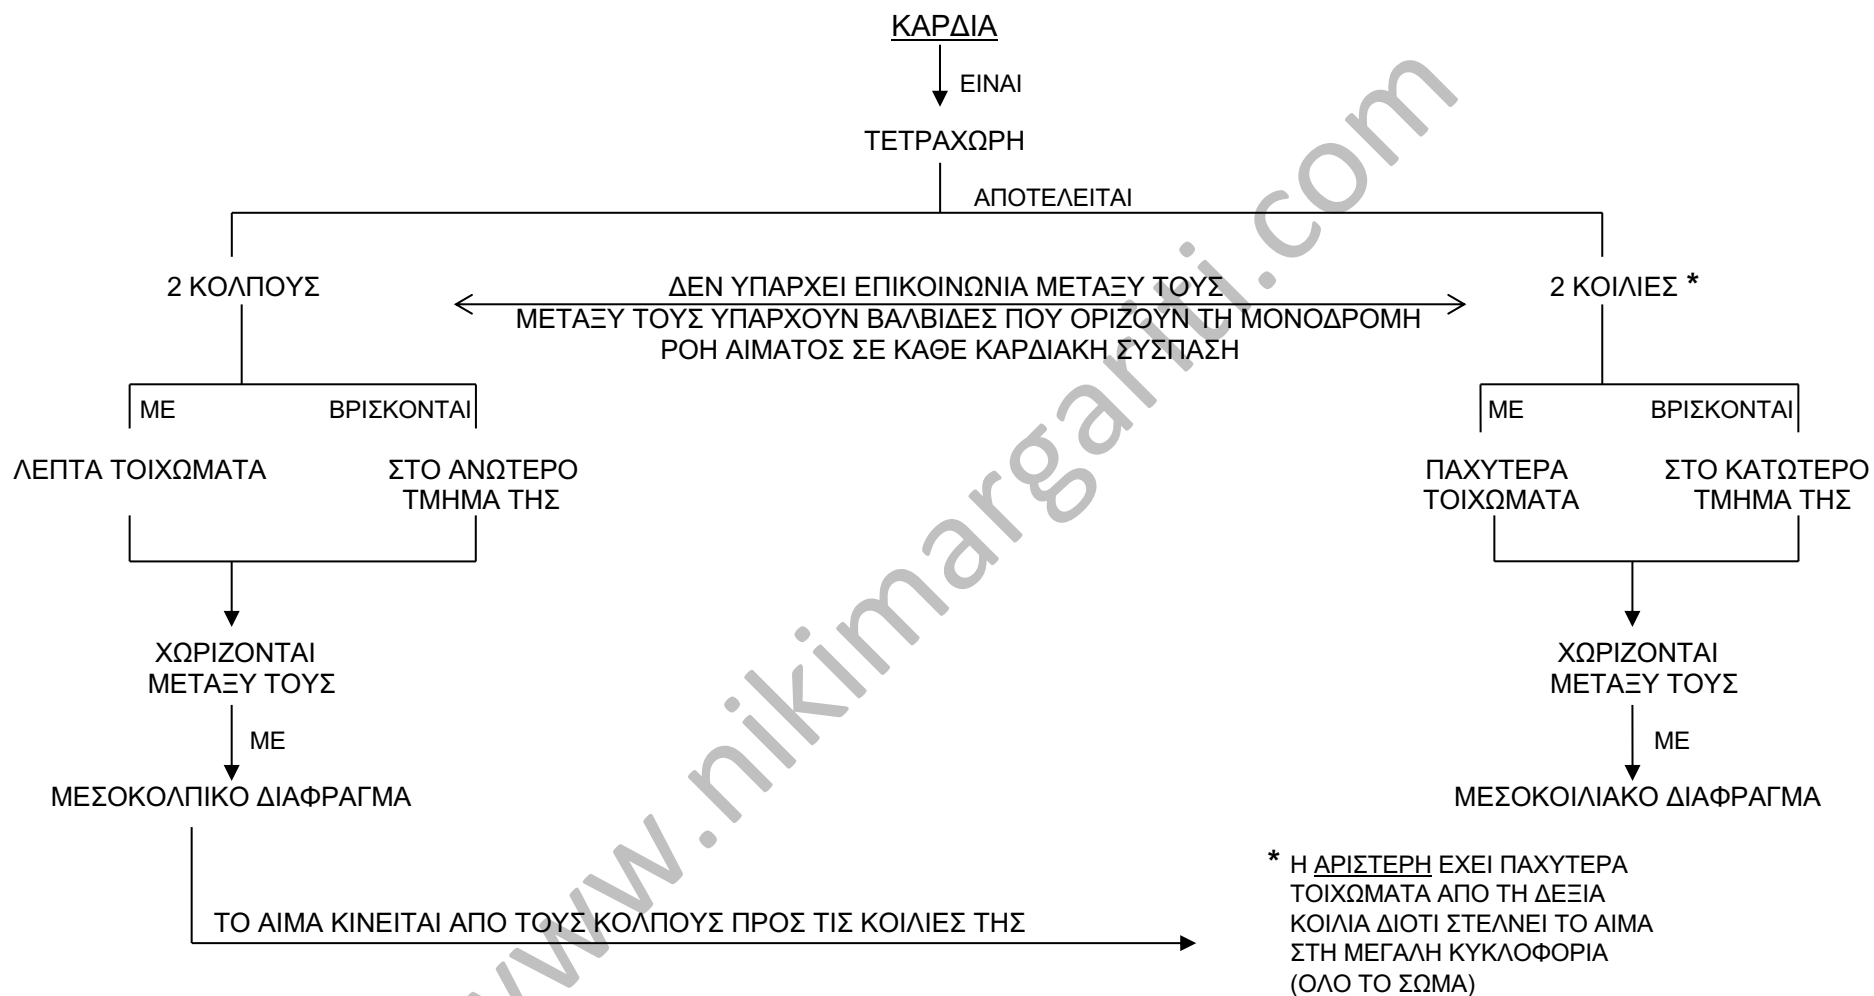 ΚΑΡΔΙΑ
ΕΙΝΑΙ
ΤΕΤΡΑΧΩΡΗ
ΑΠΟΤΕΛΕΙΤΑΙ
2 ΚΟΛΠΟΥΣ
ΔΕΝ ΥΠΑΡΧΕΙ ΕΠΙΚΟΙΝΩΝΙΑ ΜΕΤΑΞΥ ΤΟΥΣ
ΜΕΤΑΞΥ ΤΟΥΣ ΥΠΑΡΧΟΥΝ ΒΑΛΒΙΔΕΣ ΠΟΥ ΟΡΙΖΟΥΝ ΤΗ ΜΟΝΟΔΡΟΜΗ
ΡΟΗ ΑΙΜΑΤΟΣ ΣΕ ΚΑΘΕ ΚΑΡΔΙΑΚΗ ΣΥΣΠΑΣΗ
2 ΚΟΙΛΙΕΣ *
ΜΕ
ΒΡΙΣΚΟΝΤΑΙ
ΛΕΠΤΑ ΤΟΙΧΩΜΑΤΑ
ΣΤΟ ΑΝΩΤΕΡΟ
ΤΜΗΜΑ ΤΗΣ
ΧΩΡΙΖΟΝΤΑΙ
ΜΕΤΑΞΥ ΤΟΥΣ
ΜΕ
ΜΕΣΟΚΟΛΠΙΚΟ ΔΙΑΦΡΑΓΜΑ
ΤΟ ΑΙΜΑ ΚΙΝΕΙΤΑΙ ΑΠΟ ΤΟΥΣ ΚΟΛΠΟΥΣ ΠΡΟΣ ΤΙΣ ΚΟΙΛΙΕΣ ΤΗΣ
ΜΕ
ΒΡΙΣΚΟΝΤΑΙ
ΠΑΧΥΤΕΡΑ
ΤΟΙΧΩΜΑΤΑ
ΣΤΟ ΚΑΤΩΤΕΡΟ
ΤΜΗΜΑ ΤΗΣ
ΧΩΡΙΖΟΝΤΑΙ
ΜΕΤΑΞΥ ΤΟΥΣ
ΜΕ
ΜΕΣΟΚΟΙΛΙΑΚΟ ΔΙΑΦΡΑΓΜΑ
* Η ΑΡΙΣΤΕΡΗ ΕΧΕΙ ΠΑΧΥΤΕΡΑ
ΤΟΙΧΩΜΑΤΑ ΑΠΟ ΤΗ ΔΕΞΙΑ
ΚΟΙΛΙΑ ΔΙΟΤΙ ΣΤΕΛΝΕΙ ΤΟ ΑΙΜΑ
ΣΤΗ ΜΕΓΑΛΗ ΚΥΚΛΟΦΟΡΙΑ
(ΟΛΟ ΤΟ ΣΩΜΑ)
www.nikimargariti.com